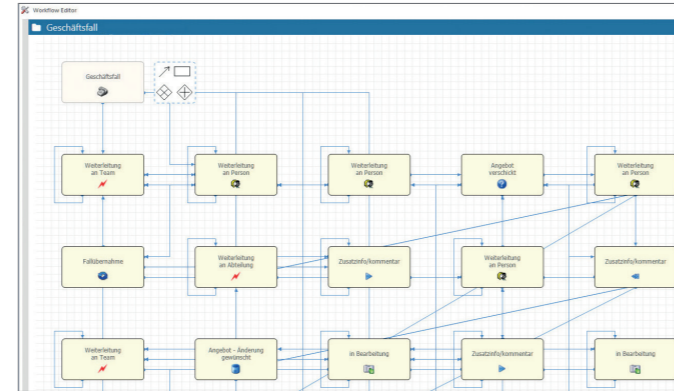 Workflow Editor
Geschäftsfall
Geschäftsfall
Weiterleitung
an Team
Weiterleitung
an Person
Weiterleitung
an Person
Angebot
verschickt
Weiterleitung
an Person
Fallübernahme
Weiterleitung
an Abteilung
Zusatzinfo/kommentar
Weiterleitung
an Person
Zusatzinfo/kommentar
Weiterleitung
an Team
Angebot - Änderung
gewünscht
in Bearbeitung
Zusatzinfo/kommentar
in Bearbeitung